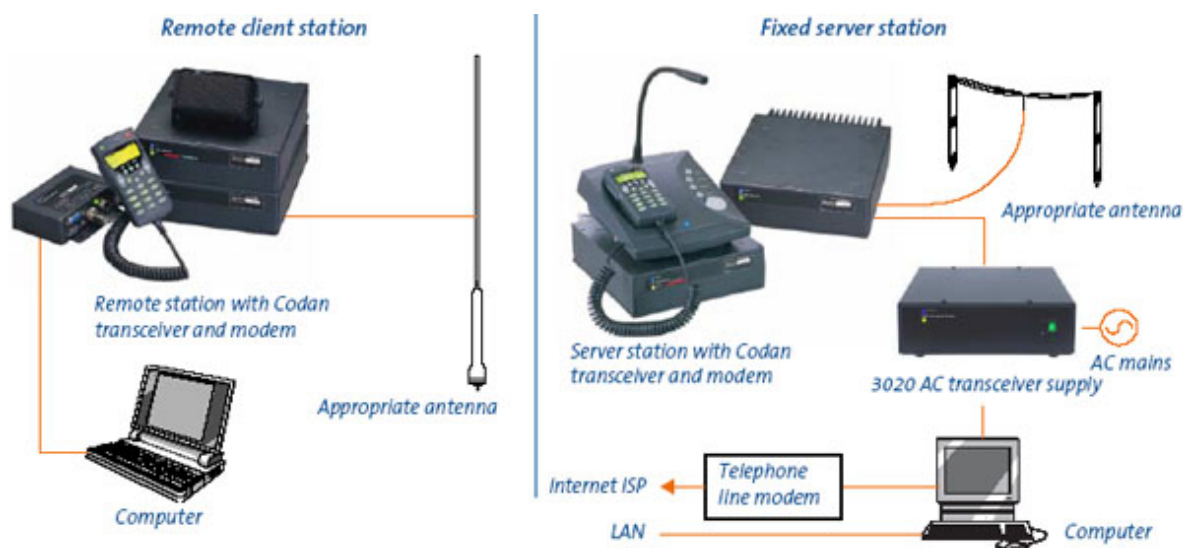 Remote client station
Remote station with Codan
transceiver and modem
Appropriate antenna
Computer
Fixed server station
Appropriate antenna
Server station with Codan
transceiver and modem
AC mains
3020 AC transceiver supply
Internet ISP
Telephone
line modem
LAN
Computer